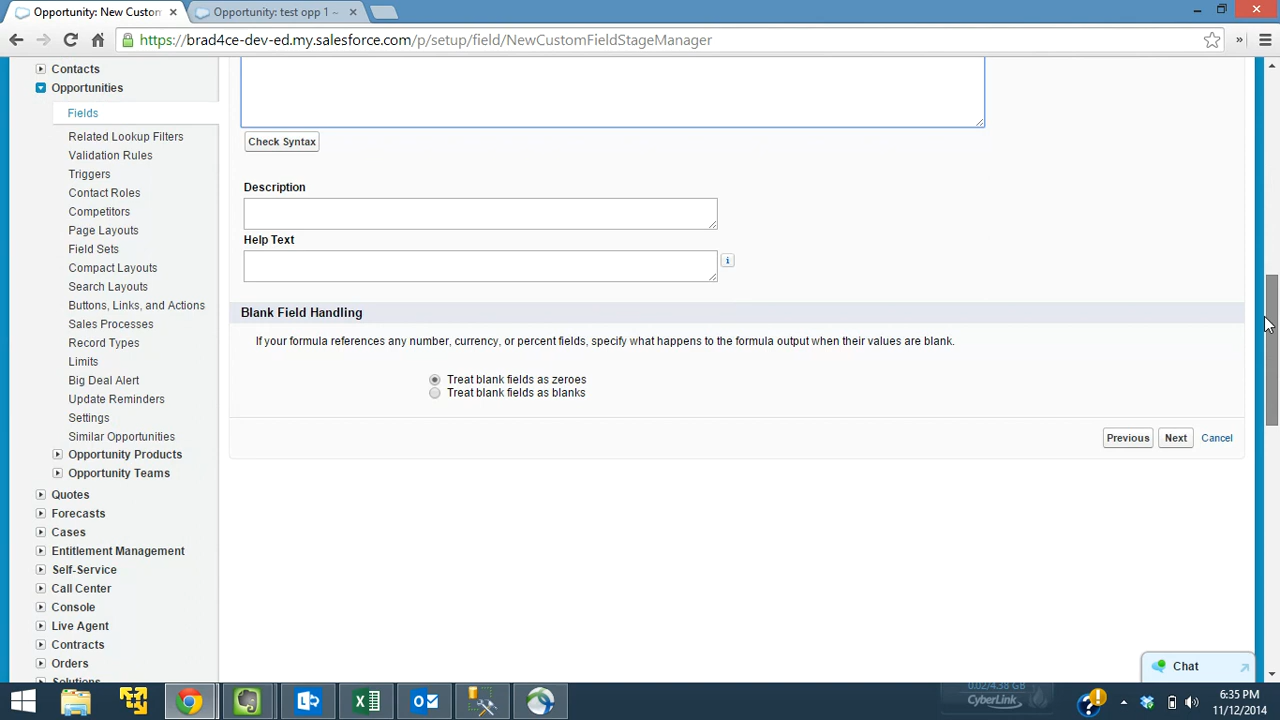 Opportunity: New Custom
Opportunity: test opp 1 ~
https://brad4ce-dev-ed.my.salesforce.com/p/setup/field/NewCustomFieldStageManager
Contacts
Opportunities
Fields
Related Lookup Filters
Validation Rules
Triggers
Contact Roles
Competitors
Page Layouts
Field Sets
Compact Layouts
Search Layouts
Buttons, Links, and Actions
Sales Processes
Record Types
Limits
Big Deal Alert
Update Reminders
Settings
Similar Opportunities
Opportunity Products
Opportunity Teams
Quotes
Forecasts
Cases
Entitlement Management
Self-Service
Call Center
Console
Live Agent
Contracts
Orders
Solutions
Check Syntax
Description
Help Text
Blank Field Handling
If your formula references any number, currency, or percent fields, specify what happens to the formula output when their values are blank.
Treat blank fields as zeroes
Treat blank fields as blanks
Previous Next Cancel
Chat
0.02/4.38 GB
CyberLink
6:35 PM
11/12/2014